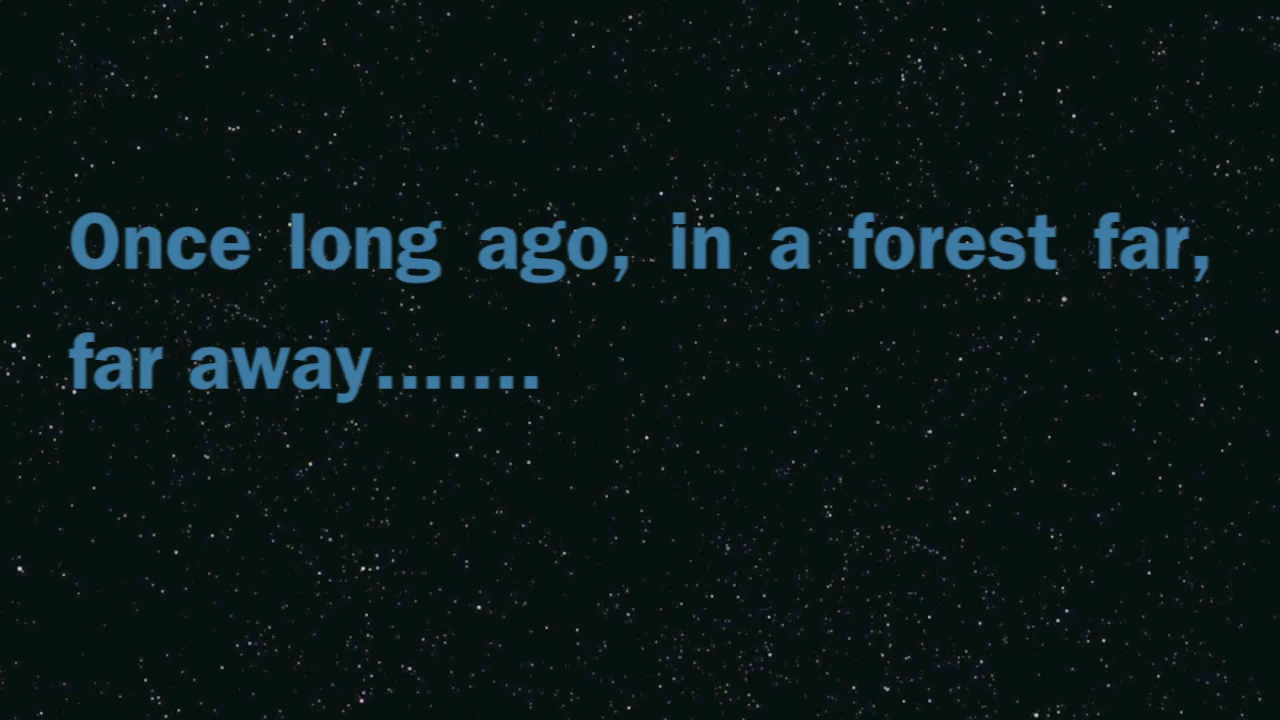 Once long ago, in a forest far,
far away.......